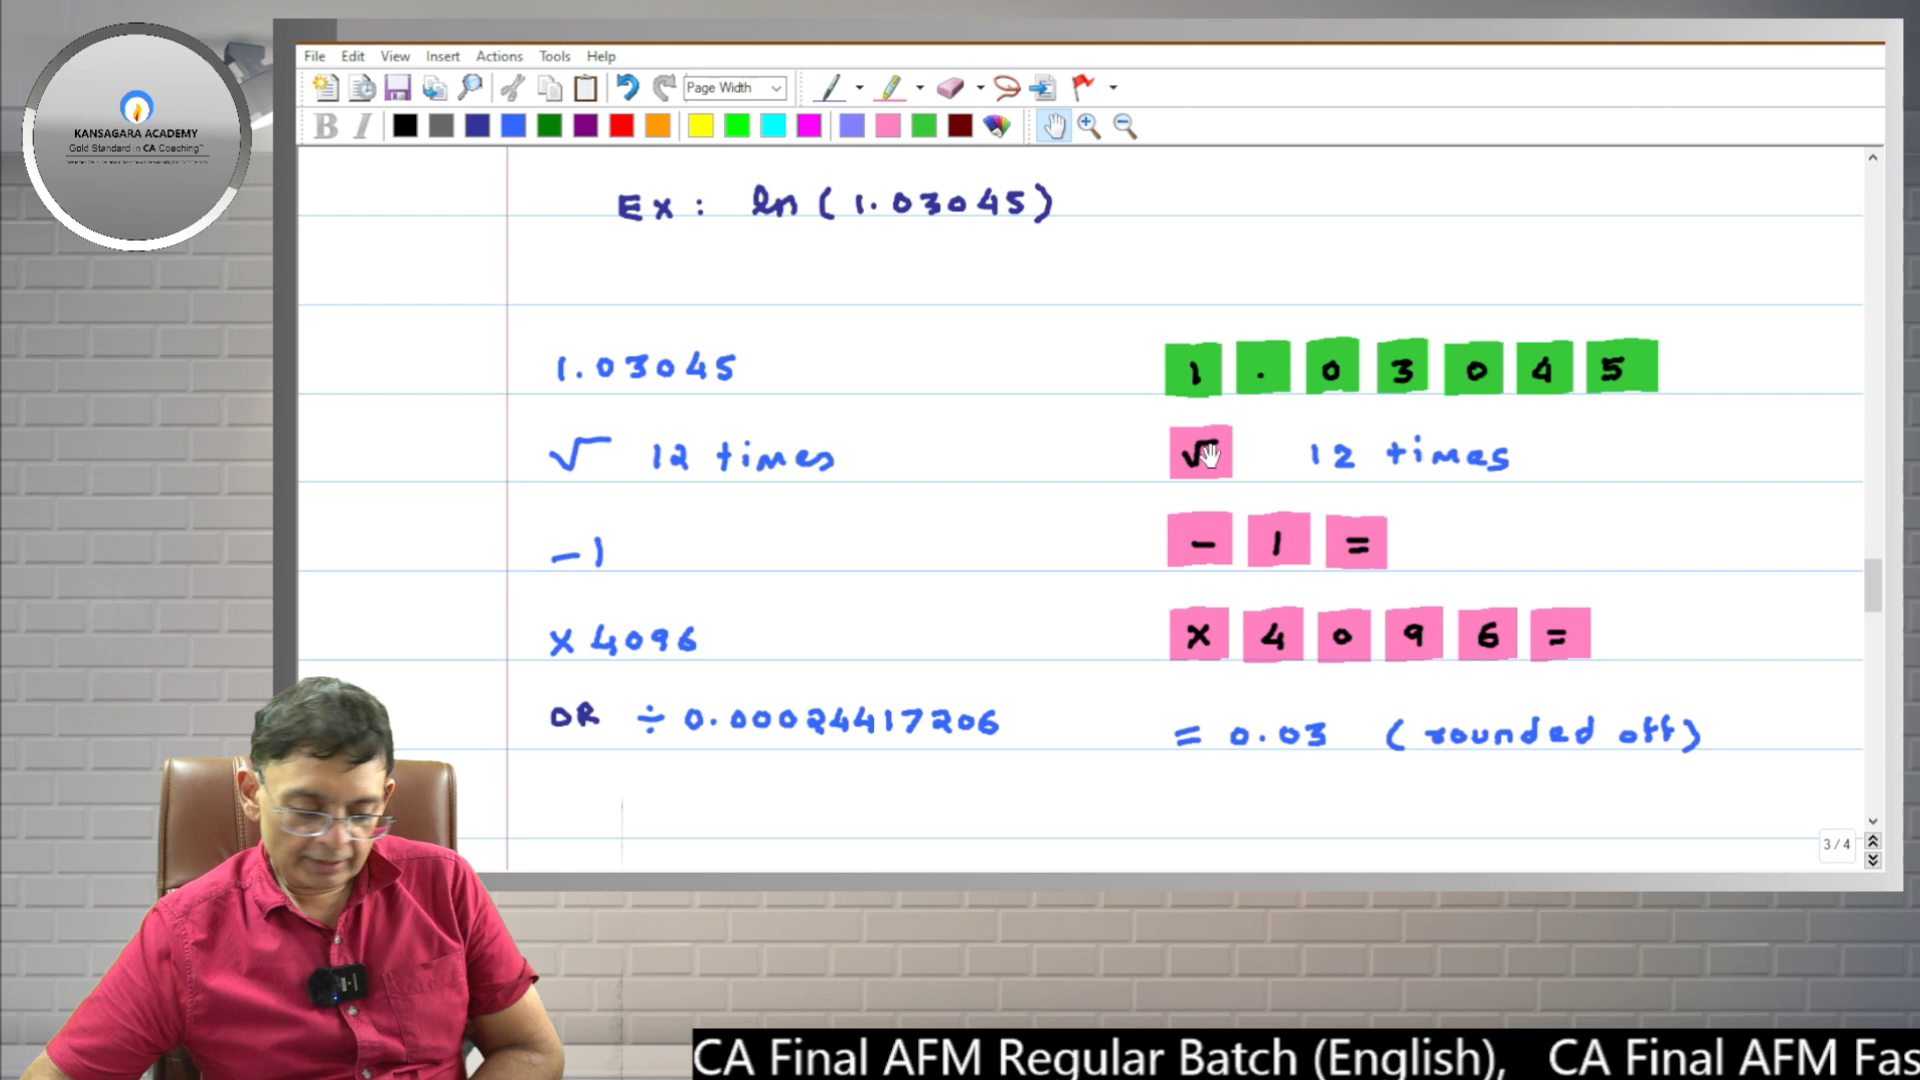 KANSAGARA ACADEMY
Gold Standard in CA Coaching™
File Edit View Insert Actions Tools Help
Page Width
B I
EX: ln (1.03045)
1.03045
1 . 0 3 0 4 5
√ 12 times
√ 12 times
-1
- 1 =
x 4096
x 4 0 9 6 =
OR ÷ 0.00024417206
= 0.03 (rounded off)
3 / 4
CA Final AFM Regular Batch (English), CA Final AFM Fas